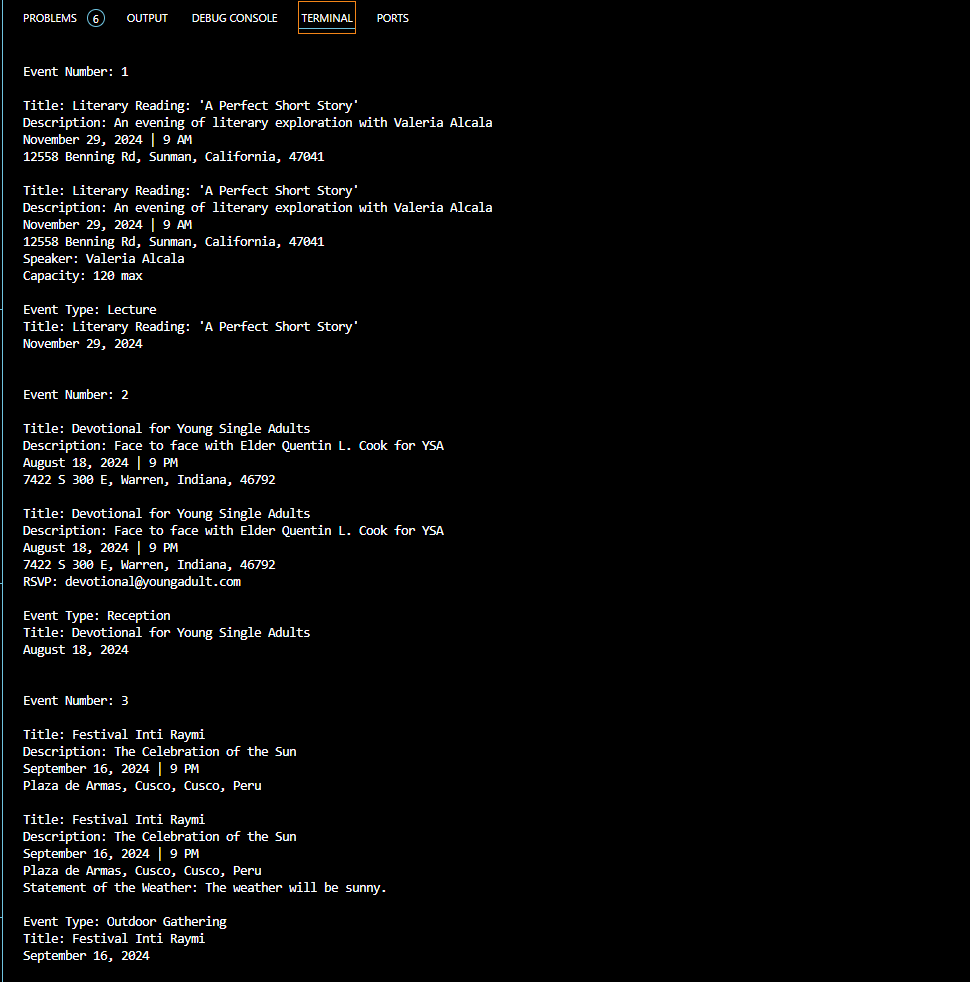 PROBLEMS 6 OUTPUT DEBUG CONSOLE TERMINAL PORTS
Event Number: 1
Title: Literary Reading: 'A Perfect Short Story'
Description: An evening of literary exploration with Valeria Alcala
November 29, 2024 | 9 AM
12558 Benning Rd, Sunman, California, 47041
Title: Literary Reading: 'A Perfect Short Story'
Description: An evening of literary exploration with Valeria Alcala
November 29, 2024 | 9 AM
12558 Benning Rd, Sunman, California, 47041
Speaker: Valeria Alcala
Capacity: 120 max
Event Type: Lecture
Title: Literary Reading: 'A Perfect Short Story'
November 29, 2024
Event Number: 2
Title: Devotional for Young Single Adults
Description: Face to face with Elder Quentin L. Cook for YSA
August 18, 2024 | 9 PM
7422 S 300 E, Warren, Indiana, 46792
Title: Devotional for Young Single Adults
Description: Face to face with Elder Quentin L. Cook for YSA
August 18, 2024 | 9 PM
7422 S 300 E, Warren, Indiana, 46792
RSVP: devotional@youngadult.com
Event Type: Reception
Title: Devotional for Young Single Adults
August 18, 2024
Event Number: 3
Title: Festival Inti Raymi
Description: The Celebration of the Sun
September 16, 2024 | 9 PM
Plaza de Armas, Cusco, Cusco, Peru
Title: Festival Inti Raymi
Description: The Celebration of the Sun
September 16, 2024 | 9 PM
Plaza de Armas, Cusco, Cusco, Peru
Statement of the Weather: The weather will be sunny.
Event Type: Outdoor Gathering
Title: Festival Inti Raymi
September 16, 2024